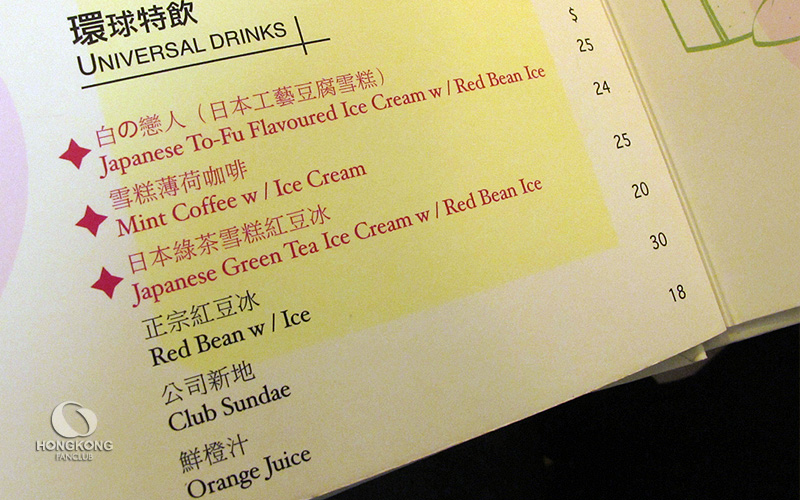 環球特飲
UNIVERSAL DRINKS
$
白の戀人（日本工藝豆腐雪糕）
Japanese To-Fu Flavoured Ice Cream w / Red Bean Ice 25
雪糕薄荷咖啡
Mint Coffee w / Ice Cream 24
日本綠茶雪糕紅豆冰
Japanese Green Tea Ice Cream w / Red Bean Ice 25
正宗紅豆冰
Red Bean w / Ice 20
公司新地
Club Sundae 30
鮮橙汁
Orange Juice 18
HONGKONG
FANCLUB